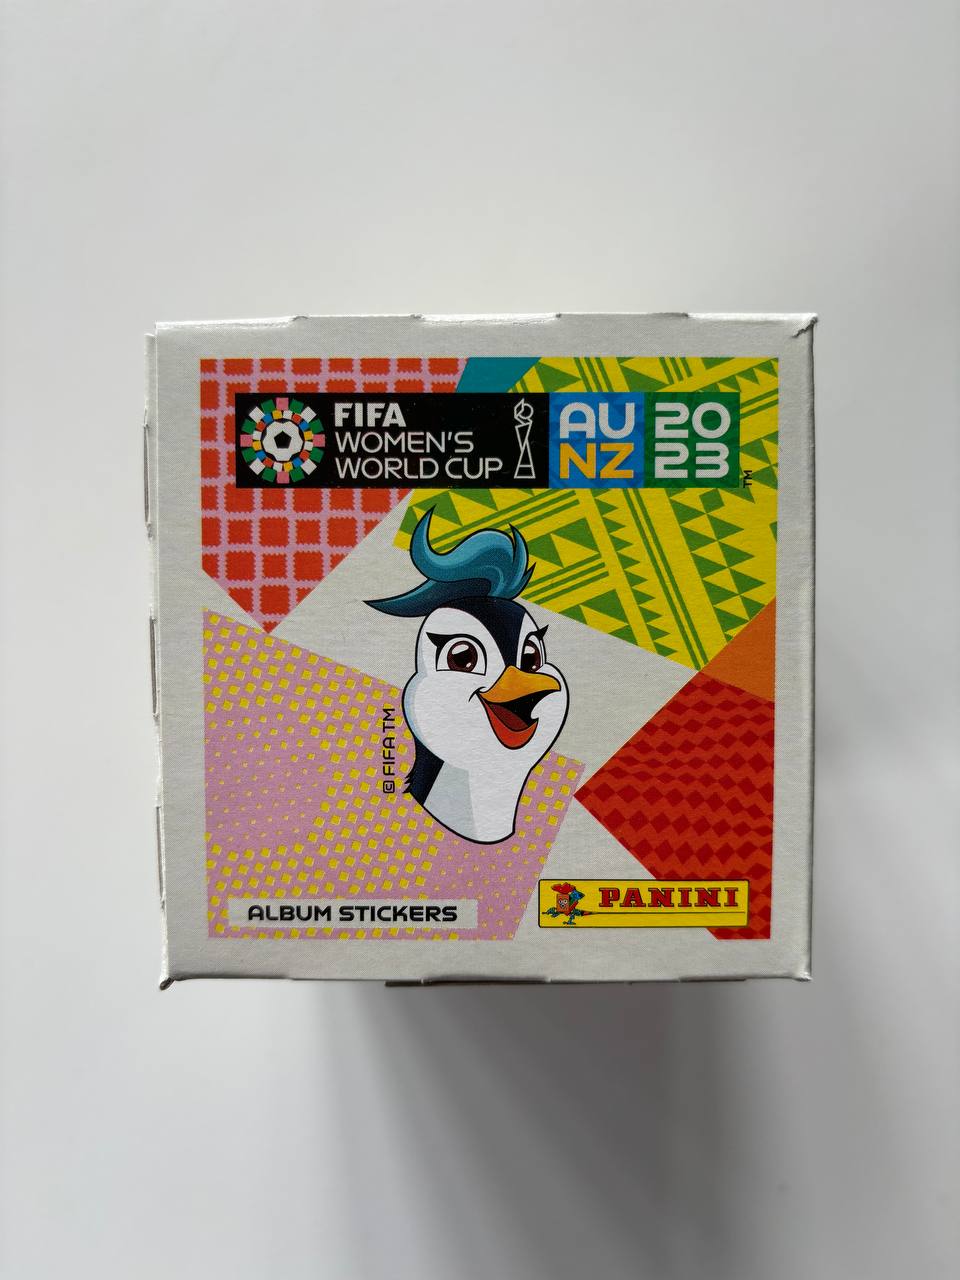 FIFA
WOMEN'S
WORLD CUP
AU
NZ
20
23
TM
© FIFA TM
ALBUM STICKERS
PANINI